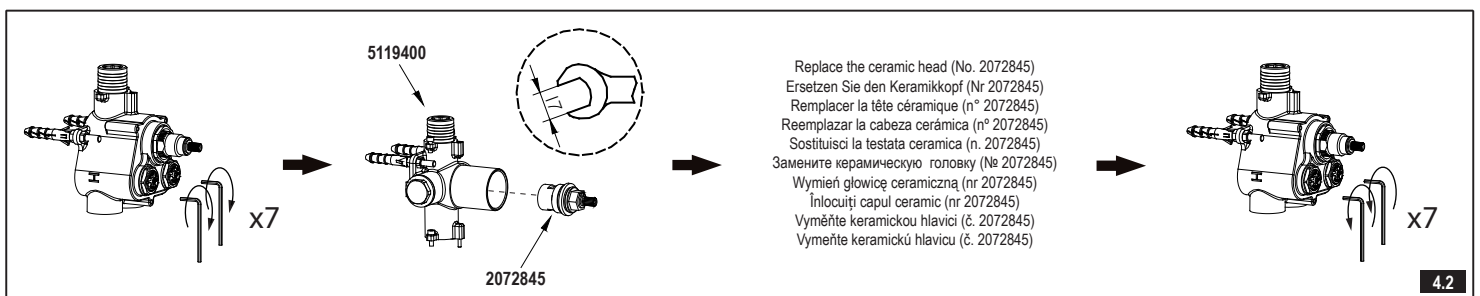 x7
5119400
17
2072845
Replace the ceramic head (No. 2072845)
Ersetzen Sie den Keramikkopf (Nr 2072845)
Remplacer la tête céramique (n° 2072845)
Reemplazar la cabeza cerámica (nº 2072845)
Sostituisci la testata ceramica (n. 2072845)
Замените керамическую головку (№ 2072845)
Wymień głowicę ceramiczną (nr 2072845)
Înlocuiți capul ceramic (nr 2072845)
Vyměňte keramickou hlavici (č. 2072845)
Vymeňte keramickú hlavicu (č. 2072845)
x7
4.2